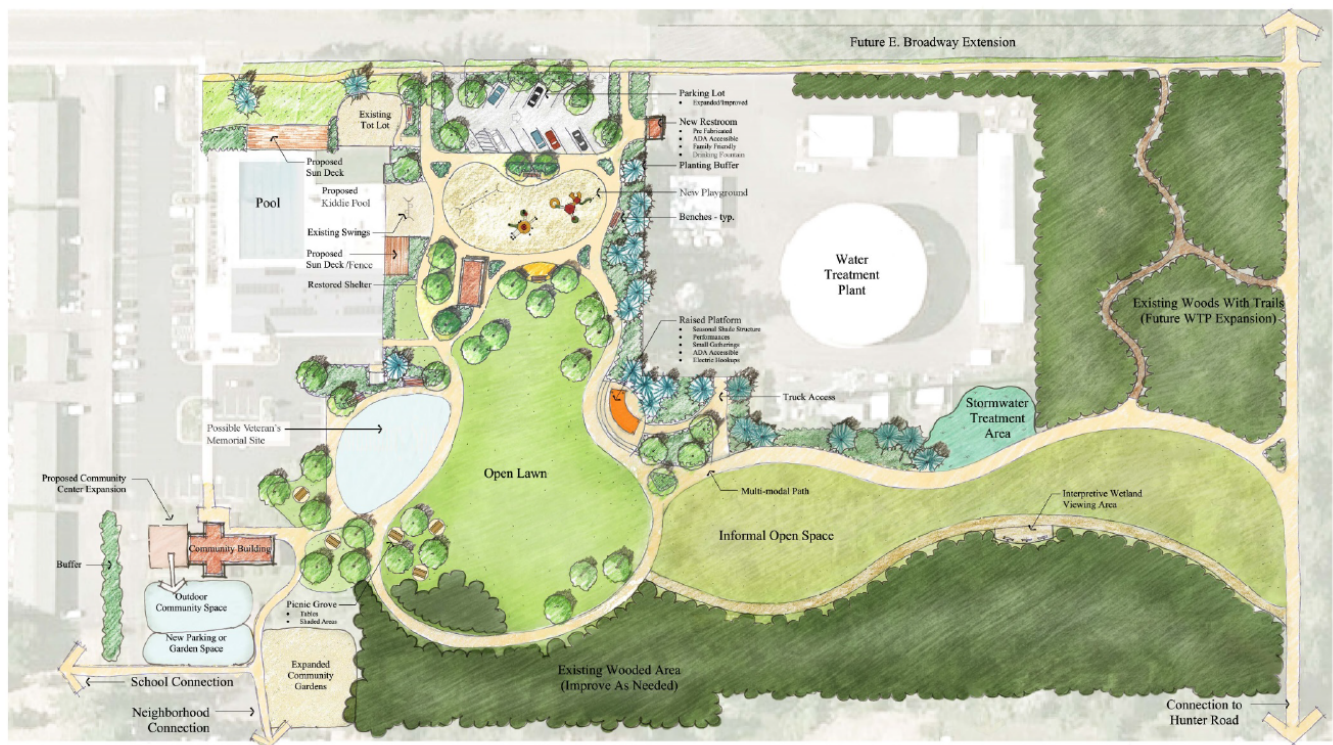 Future E. Broadway Extension
Parking Lot
• Expanded/Improved
Existing
Tot Lot
New Restroom
• Pre Fabricated
• ADA Accessible
• Family Friendly
• Drinking Fountain
Proposed
Sun Deck
Planting Buffer
Pool
Proposed
Kiddie Pool
New Playground
Benches - typ.
Existing Swings
Proposed
Sun Deck/Fence
Restored Shelter
Water
Treatment
Plant
Existing Woods With Trails
(Future WTP Expansion)
Raised Platform
• Seasonal Shade Structure
• Performances
• Small Gatherings
• ADA Accessible
• Electric Hookups
Truck Access
Stormwater
Treatment
Area
Possible Veteran's
Memorial Site
Open Lawn
Proposed Community
Center Expansion
Multi-modal Path
Interpretive Wetland
Viewing Area
Informal Open Space
Community Building
Buffer
Outdoor
Community Space
Picnic Grove
• Tables
• Shaded Areas
New Parking or
Garden Space
Expanded
Community
Gardens
Existing Wooded Area
(Improve As Needed)
School Connection
Neighborhood
Connection
Connection to
Hunter Road